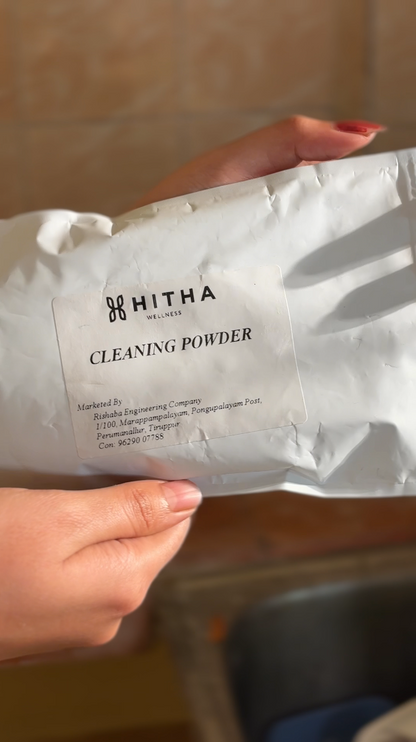 HITHA
WELLNESS
CLEANING POWDER
Marketed By
Rishaba Engineering Company
1/100, Marappampalayam, Pongupalayam Post,
Perumanallur, Tiruppur
Con: 96290 07788